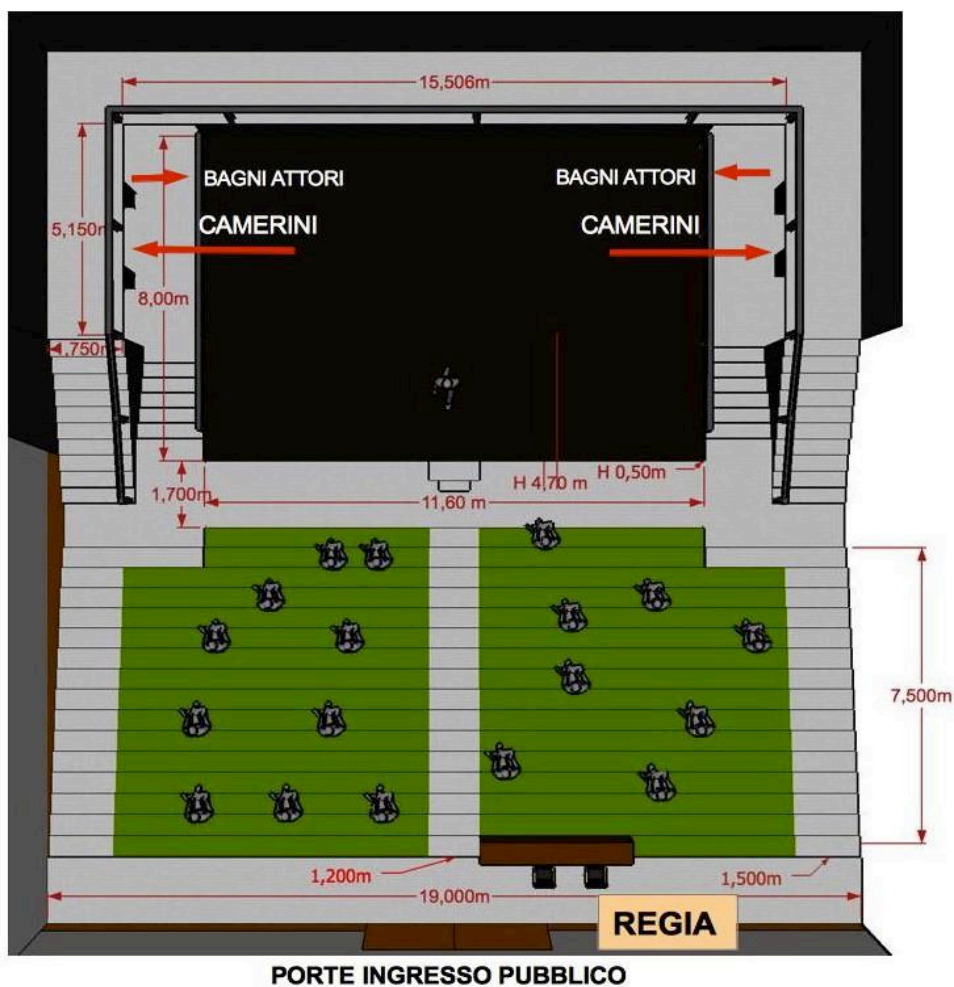 15,506m
BAGNI ATTORI
BAGNI ATTORI
CAMERINI
CAMERINI
5,150m
8,00m
1,750m
1,700m
11,60 m
H 4,70 m
H 0,50m
7,500m
1,200m
1,500m
19,000m
REGIA
PORTE INGRESSO PUBBLICO